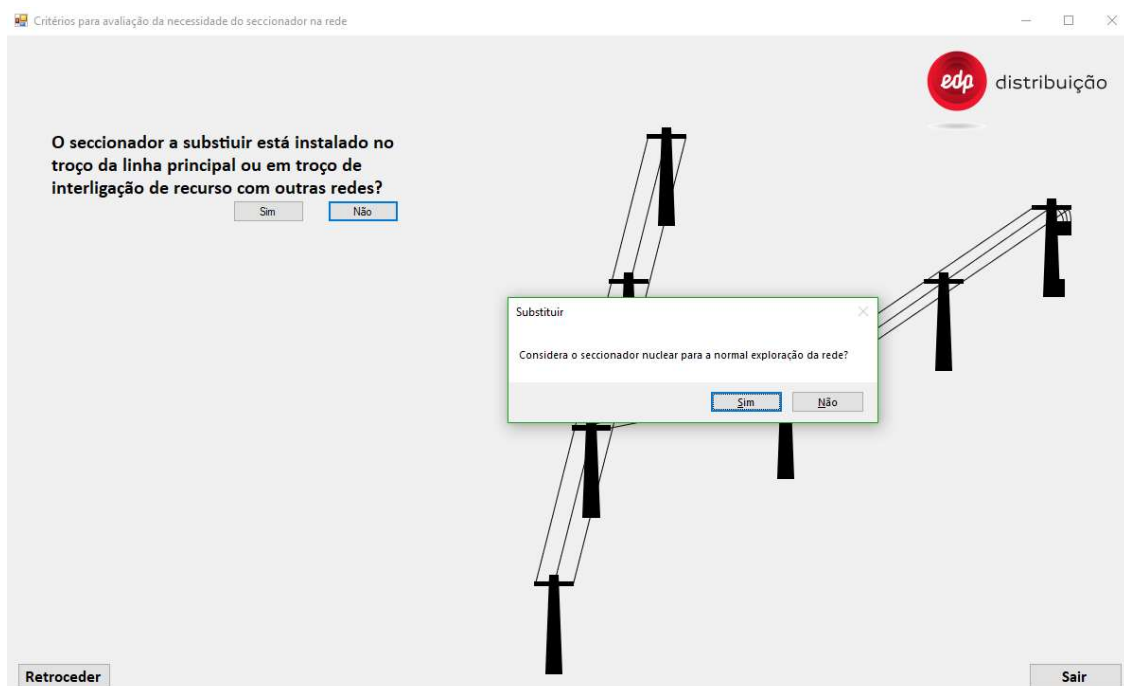 Critérios para avaliação da necessidade do seccionador na rede
edp distribuição
O seccionador a substiuir está instalado no
troço da linha principal ou em troço de
interligação de recurso com outras redes?
Sim Não
Substituir
Considera o seccionador nuclear para a normal exploração da rede?
Sim Não
Retroceder Sair